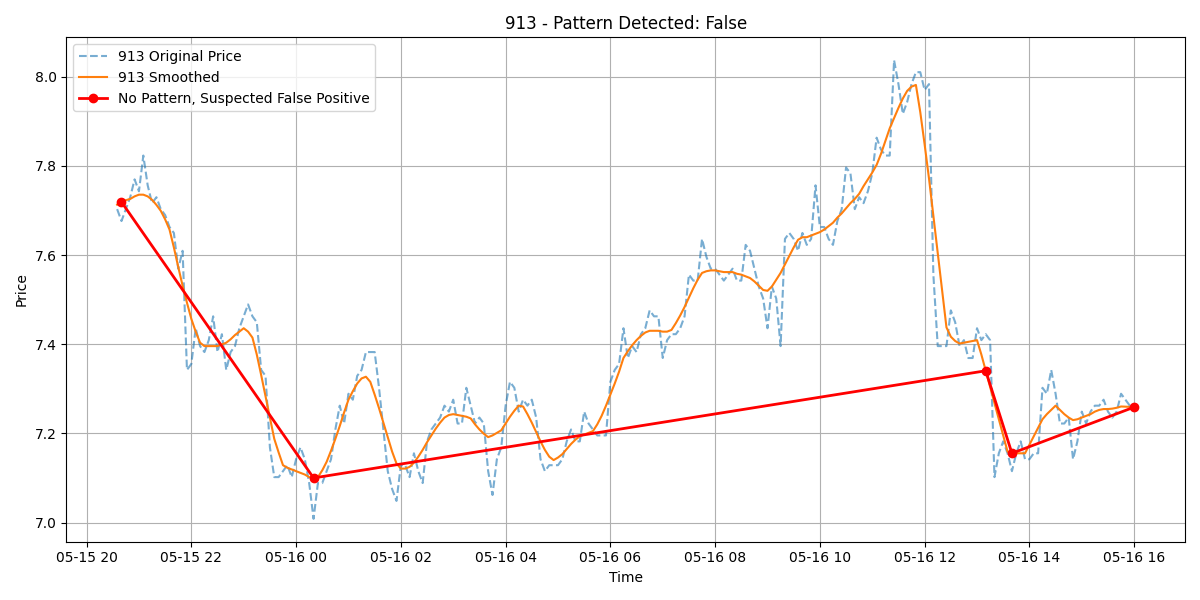 913 - Pattern Detected: False
913 Original Price
913 Smoothed
No Pattern, Suspected False Positive
Price
8.0
7.8
7.6
7.4
7.2
7.0
05-15 20 05-15 22 05-16 00 05-16 02 05-16 04 05-16 06 05-16 08 05-16 10 05-16 12 05-16 14 05-16 16
Time